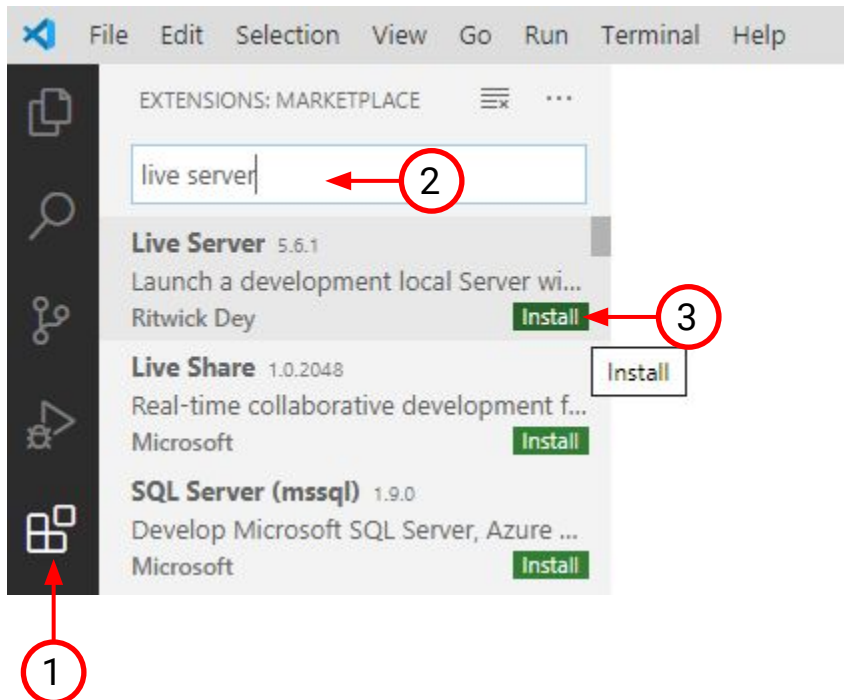 File Edit Selection View Go Run Terminal Help
EXTENSIONS: MARKETPLACE
live server
2
Live Server 5.6.1
Launch a development local Server wi...
Ritwick Dey Install
3
Install
Live Share 1.0.2048
Real-time collaborative development f...
Microsoft Install
SQL Server (mssql) 1.9.0
Develop Microsoft SQL Server, Azure ...
Microsoft Install
1